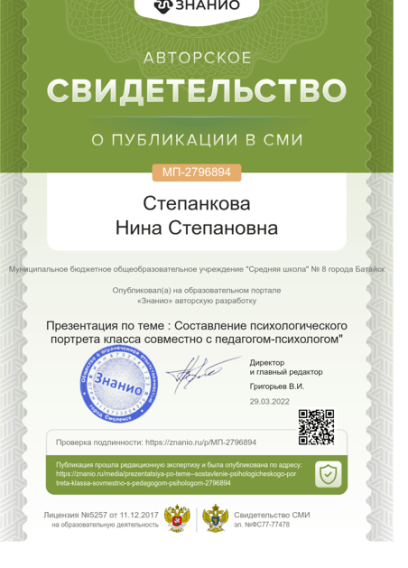 ЗНАНИО
АВТОРСКОЕ
СВИДЕТЕЛЬСТВО
О ПУБЛИКАЦИИ В СМИ
МП-2796894
Степанкова
Нина Степановна
Муниципальное бюджетное общеобразовательное учреждение "Средняя школа" № 8 города Батайск
Опубликовал(а) на образовательном портале
«Знанио» авторскую разработку
Презентация по теме : Составление психологического
портрета класса совместно с педагогом-психологом"
Знанио
город Смоленск
Директор
и главный редактор
Григорьев В.И.
29.03.2022
Проверка подлинности: https://znanio.ru/p/МП-2796894
Публикация прошла редакционную экспертизу и была опубликована по адресу:
https://znanio.ru/media/prezentatsiya-po-teme--sostavlenie-psihologicheskogo-por
treta-klassa-sovmestno-s-pedagogom-psihologom-2796894
Лицензия №5257 от 11.12.2017
на образовательную деятельность
Свидетельство СМИ
эл. №ФС77-77478